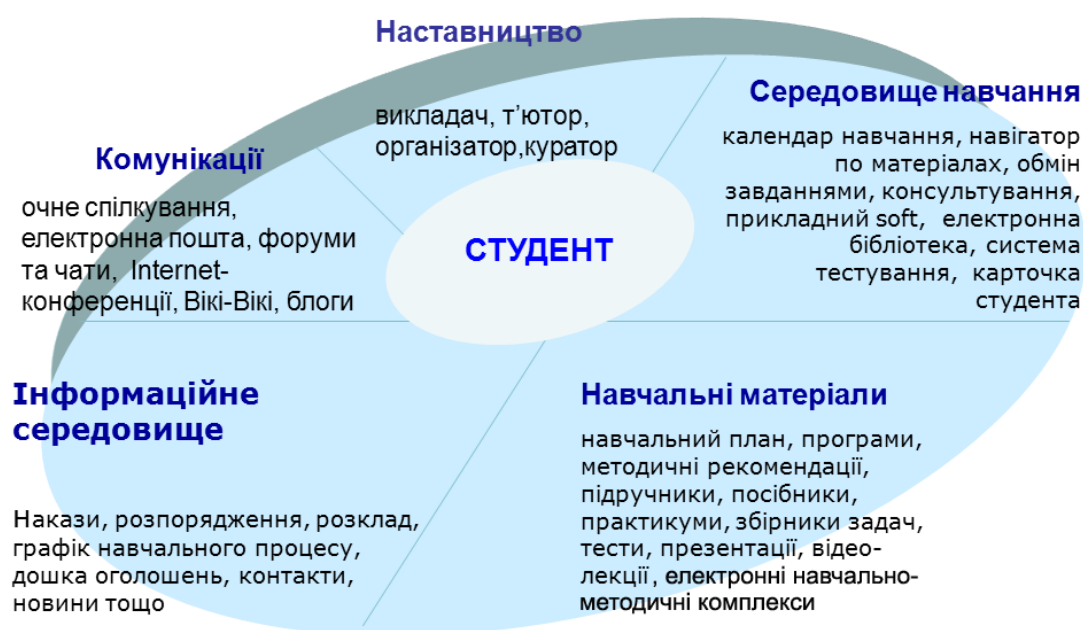 Наставництво
викладач, т’ютор,
організатор,куратор
Середовище навчання
календар навчання, навігатор
по матеріалах, обмін
завданнями, консультування,
прикладний soft, електронна
бібліотека, система
тестування, карточка
студента
Комунікації
очне спілкування,
електронна пошта, форуми
та чати, Internet-
конференції, Вікі-Вікі, блоги
СТУДЕНТ
Інформаційне
середовище
Накази, розпорядження, розклад,
графік навчального процесу,
дошка оголошень, контакти,
новини тощо
Навчальні матеріали
навчальний план, програми,
методичні рекомендації,
підручники, посібники,
практикуми, збірники задач,
тести, презентації, відео-
лекції, електронні навчально-
методичні комплекси